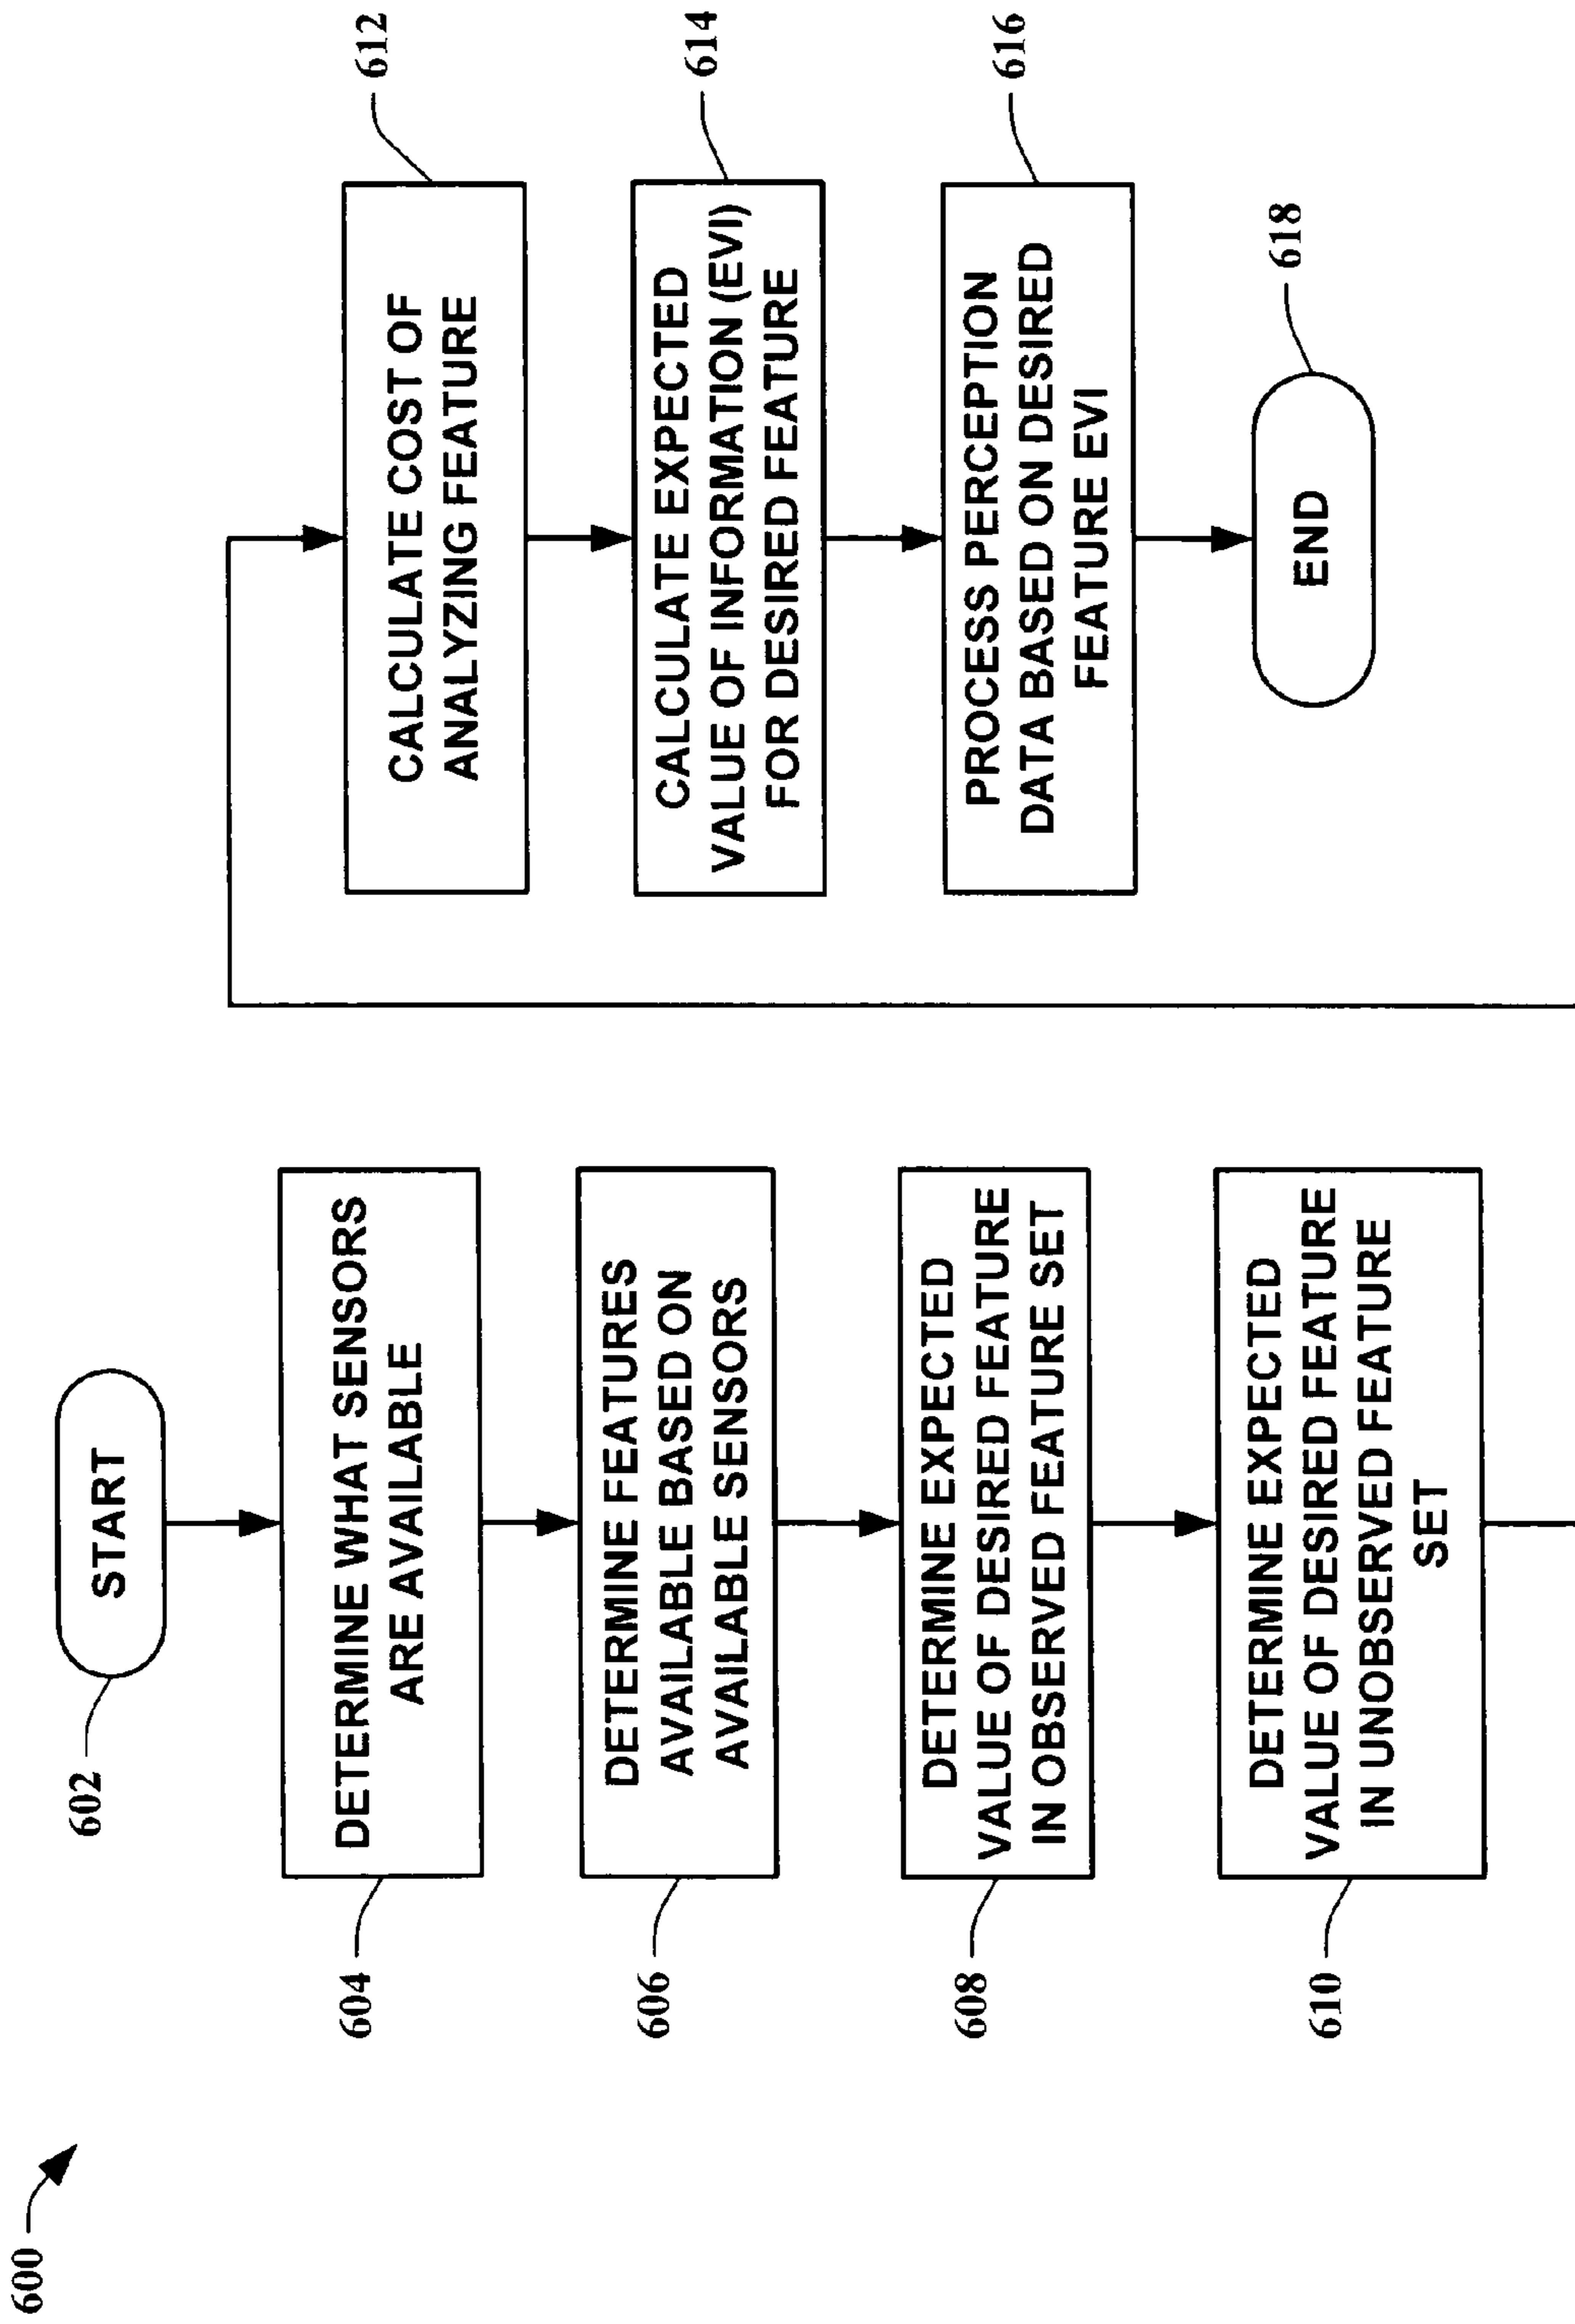 600
602
START
604
DETERMINE WHAT SENSORS
ARE AVAILABLE
606
DETERMINE FEATURES
AVAILABLE BASED ON
AVAILABLE SENSORS
608
DETERMINE EXPECTED
VALUE OF DESIRED FEATURE
IN OBSERVED FEATURE SET
610
DETERMINE EXPECTED
VALUE OF DESIRED FEATURE
IN UNOBSERVED FEATURE
SET
612
CALCULATE COST OF
ANALYZING FEATURE
614
CALCULATE EXPECTED
VALUE OF INFORMATION (EVI)
FOR DESIRED FEATURE
616
PROCESS PERCEPTION
DATA BASED ON DESIRED
FEATURE EVI
618
END